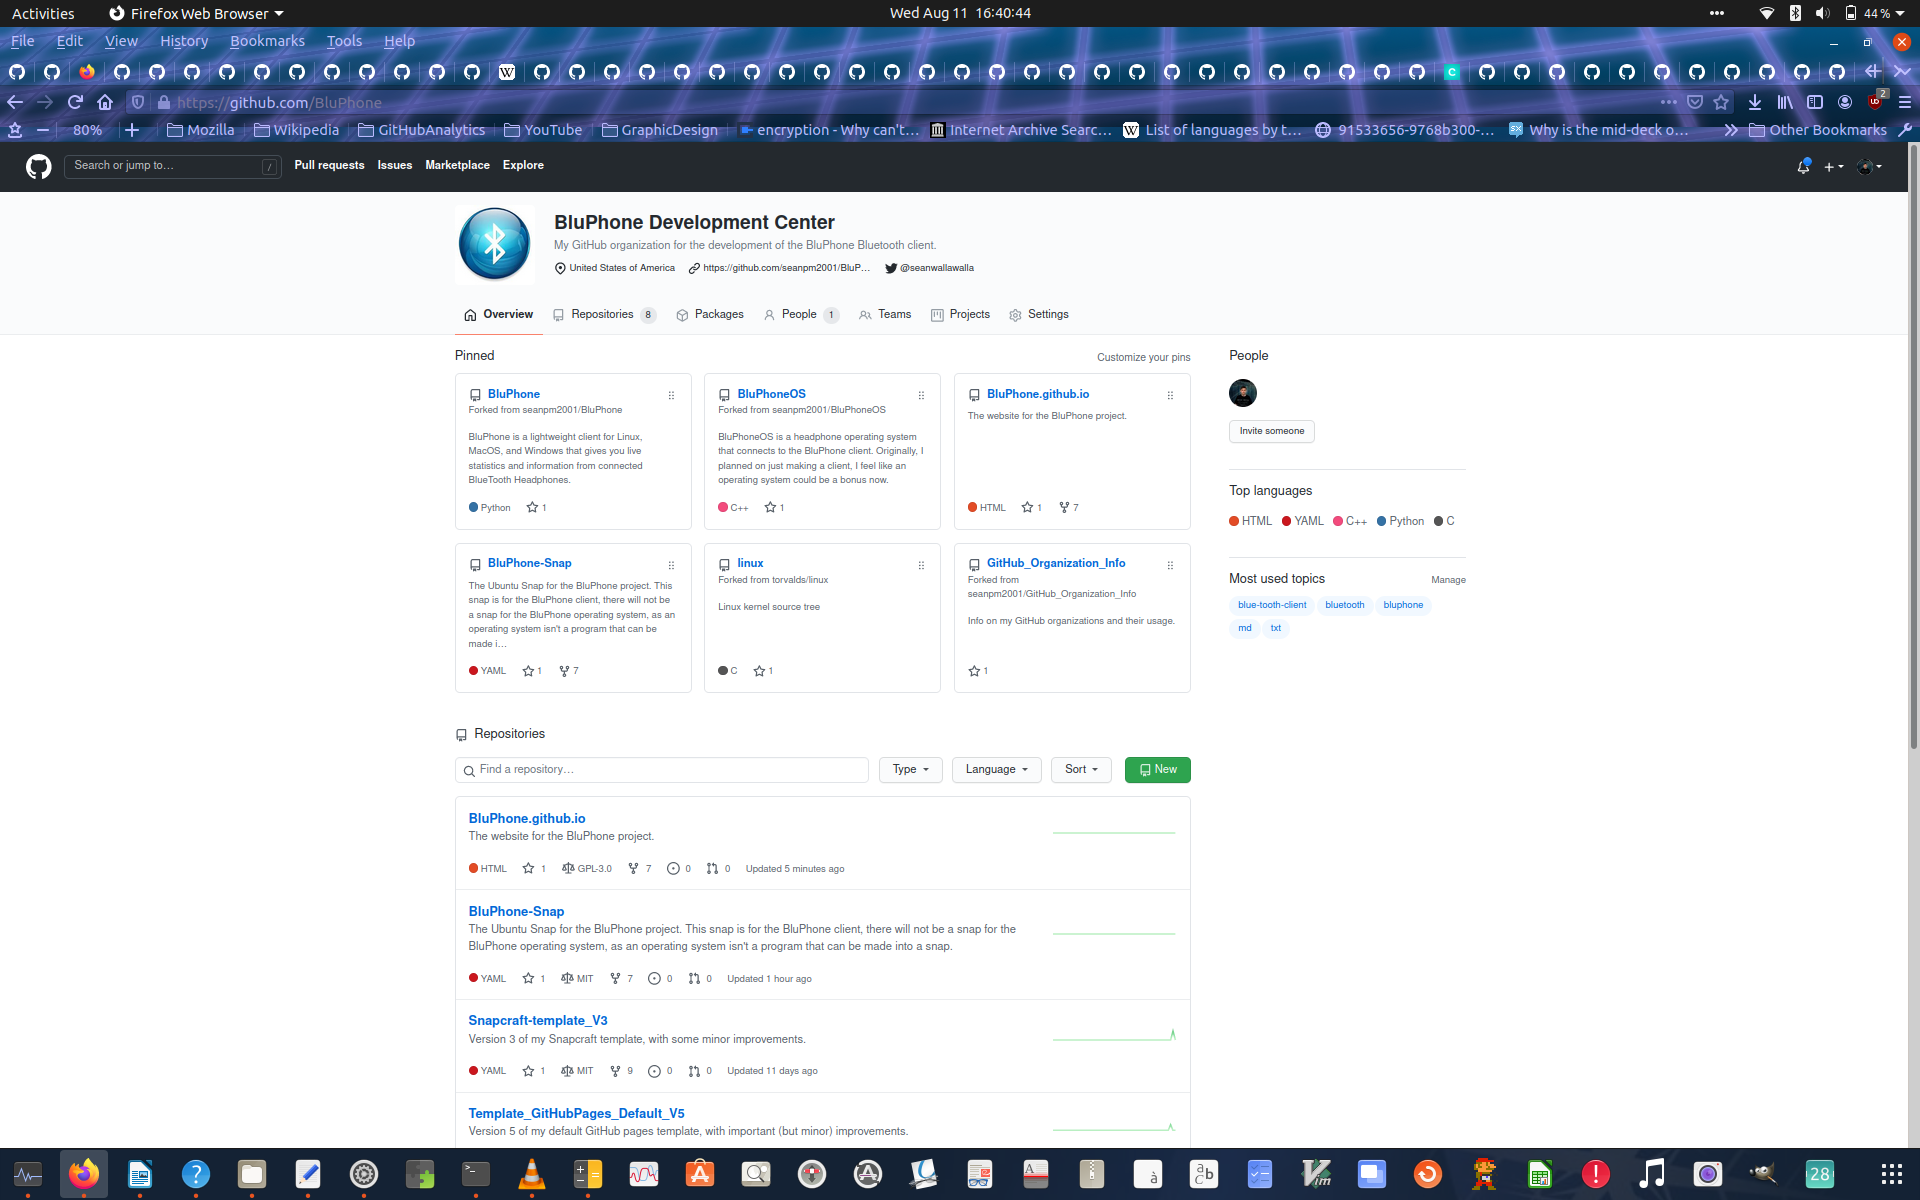 Activities Firefox Web Browser Wed Aug 11 16:40:44 44 %
File Edit View History Bookmarks Tools Help
https://github.com/BluPhone 2
80% Mozilla Wikipedia GitHubAnalytics YouTube GraphicDesign encryption - Why can't… Internet Archive Searc… List of languages by t… 91533656-9768b300-… Why is the mid-deck o… Other Bookmarks
Search or jump to… / Pull requests Issues Marketplace Explore
BluPhone Development Center
My GitHub organization for the development of the BluPhone Bluetooth client.
United States of America https://github.com/seanpm2001/BluP… @seanwallawalla
Overview Repositories 8 Packages People 1 Teams Projects Settings
Pinned
Customize your pins
BluPhone
Forked from seanpm2001/BluPhone
BluPhone is a lightweight client for Linux,
MacOS, and Windows that gives you live
statistics and information from connected
BlueTooth Headphones.
Python 1
BluPhoneOS
Forked from seanpm2001/BluPhoneOS
BluPhoneOS is a headphone operating system
that connects to the BluPhone client. Originally, I
planned on just making a client, I feel like an
operating system could be a bonus now.
C++ 1
BluPhone.github.io
The website for the BluPhone project.
HTML 1 7
BluPhone-Snap
The Ubuntu Snap for the BluPhone project. This
snap is for the BluPhone client, there will not be
a snap for the BluPhone operating system, as an
operating system isn't a program that can be
made i…
YAML 1 7
linux
Forked from torvalds/linux
Linux kernel source tree
C 1
GitHub_Organization_Info
Forked from
seanpm2001/GitHub_Organization_Info
Info on my GitHub organizations and their usage.
1
People
Invite someone
Top languages
HTML YAML C++ Python C
Most used topics Manage
blue-tooth-client bluetooth bluphone
md txt
Repositories
Find a repository… Type Language Sort New
BluPhone.github.io
The website for the BluPhone project.
HTML 1 GPL-3.0 7 0 0 Updated 5 minutes ago
BluPhone-Snap
The Ubuntu Snap for the BluPhone project. This snap is for the BluPhone client, there will not be a snap for the
BluPhone operating system, as an operating system isn't a program that can be made into a snap.
YAML 1 MIT 7 0 0 Updated 1 hour ago
Snapcraft-template_V3
Version 3 of my Snapcraft template, with some minor improvements.
YAML 1 MIT 9 0 0 Updated 11 days ago
Template_GitHubPages_Default_V5
Version 5 of my default GitHub pages template, with important (but minor) improvements.
28